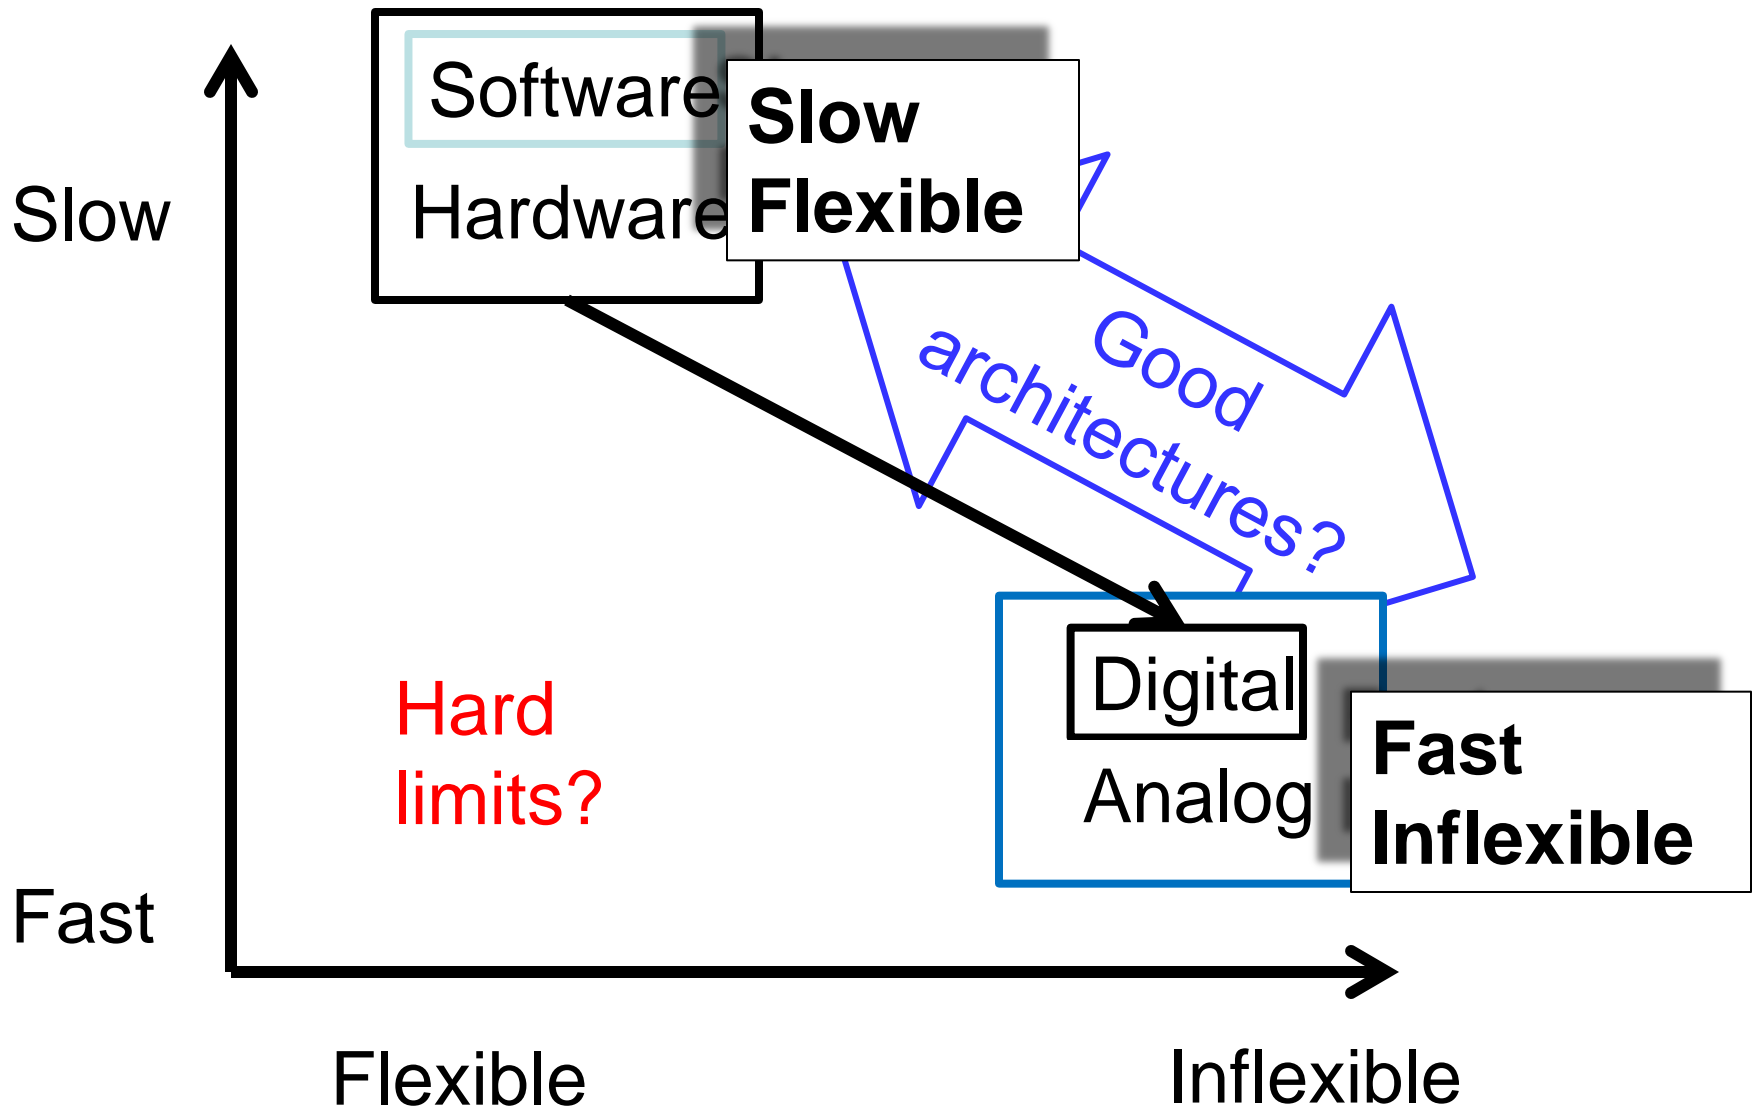 Software
Hardware
Slow
Flexible
Slow
Good
architectures?
Hard
limits?
Digital
Analog
Fast
Inflexible
Fast
Flexible
Inflexible